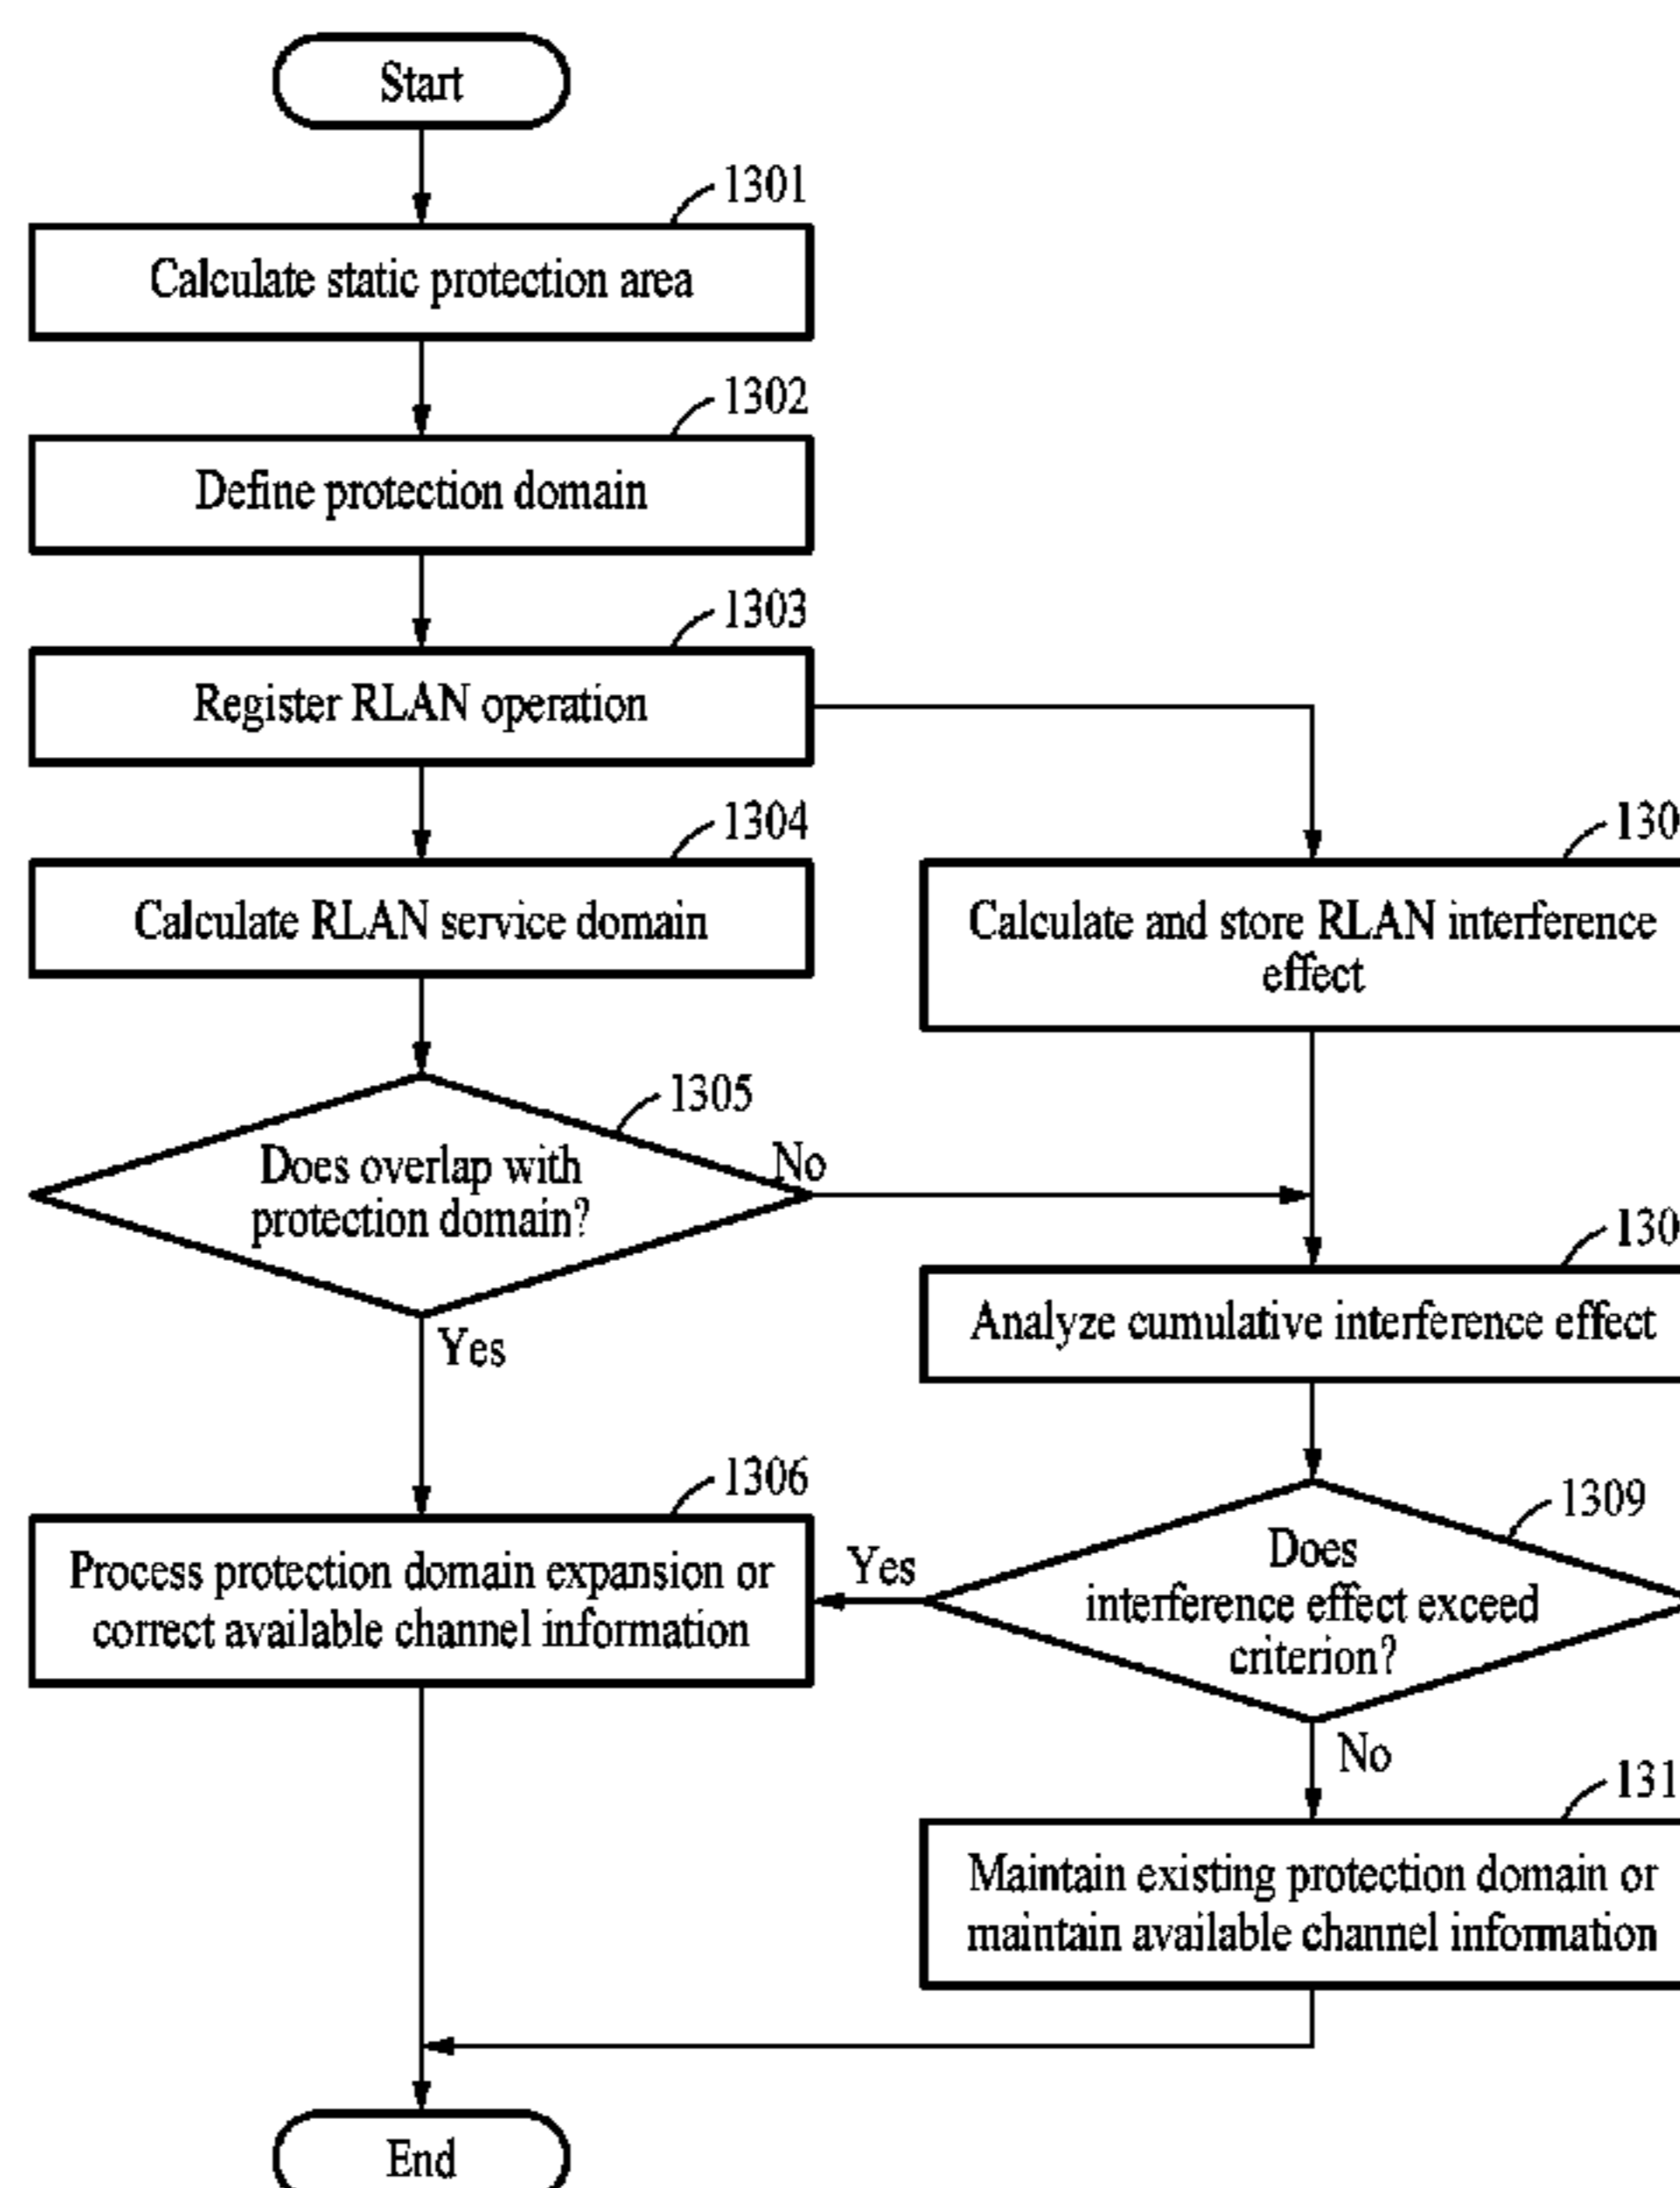 Start
1301
Calculate static protection area
1302
Define protection domain
1303
Register RLAN operation
1304
Calculate RLAN service domain
130
Calculate and store RLAN interference
effect
1305
Does overlap with
protection domain?
No
Yes
130
Analyze cumulative interference effect
1306
Process protection domain expansion or
correct available channel information
1309
Does
interference effect exceed
criterion?
Yes
No
131
Maintain existing protection domain or
maintain available channel information
End